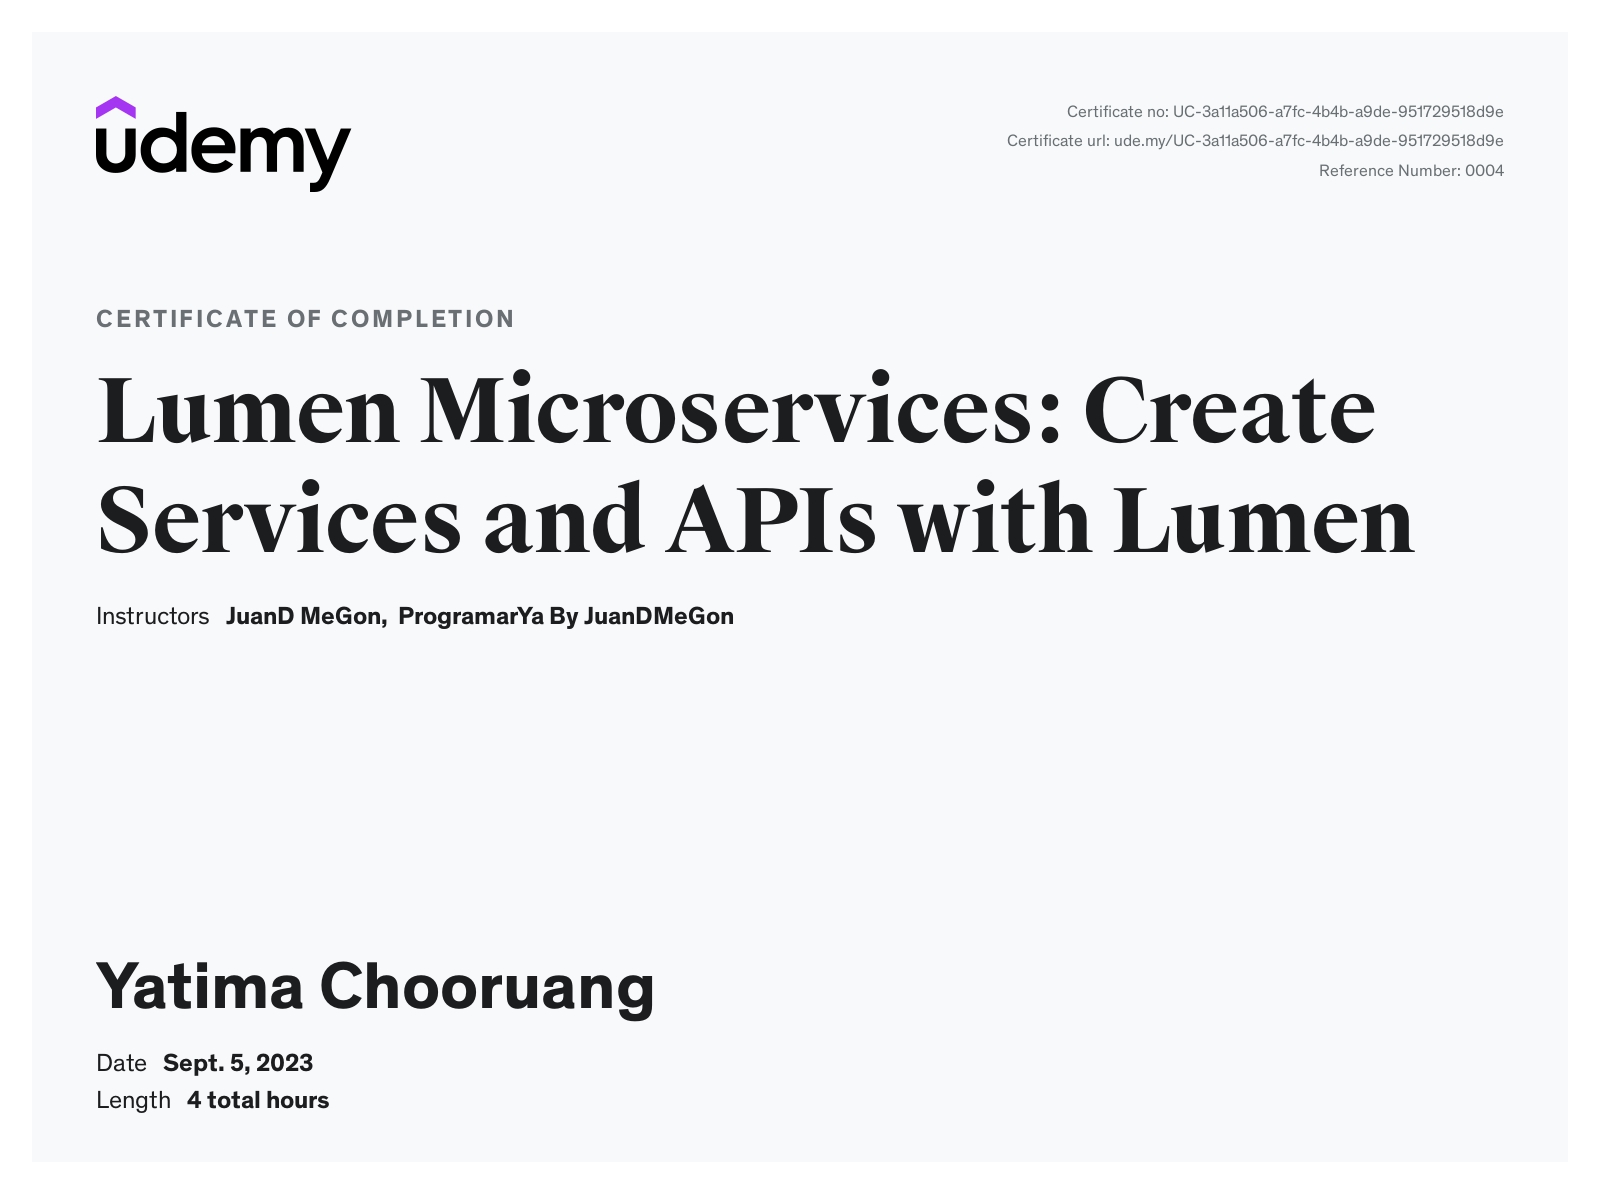 udemy
Certificate no: UC-3a11a506-a7fc-4b4b-a9de-951729518d9e
Certificate url: ude.my/UC-3a11a506-a7fc-4b4b-a9de-951729518d9e
Reference Number: 0004
CERTIFICATE OF COMPLETION
Lumen Microservices: Create
Services and APIs with Lumen
Instructors JuanD MeGon, ProgramarYa By JuanDMeGon
Yatima Chooruang
Date Sept. 5, 2023
Length 4 total hours